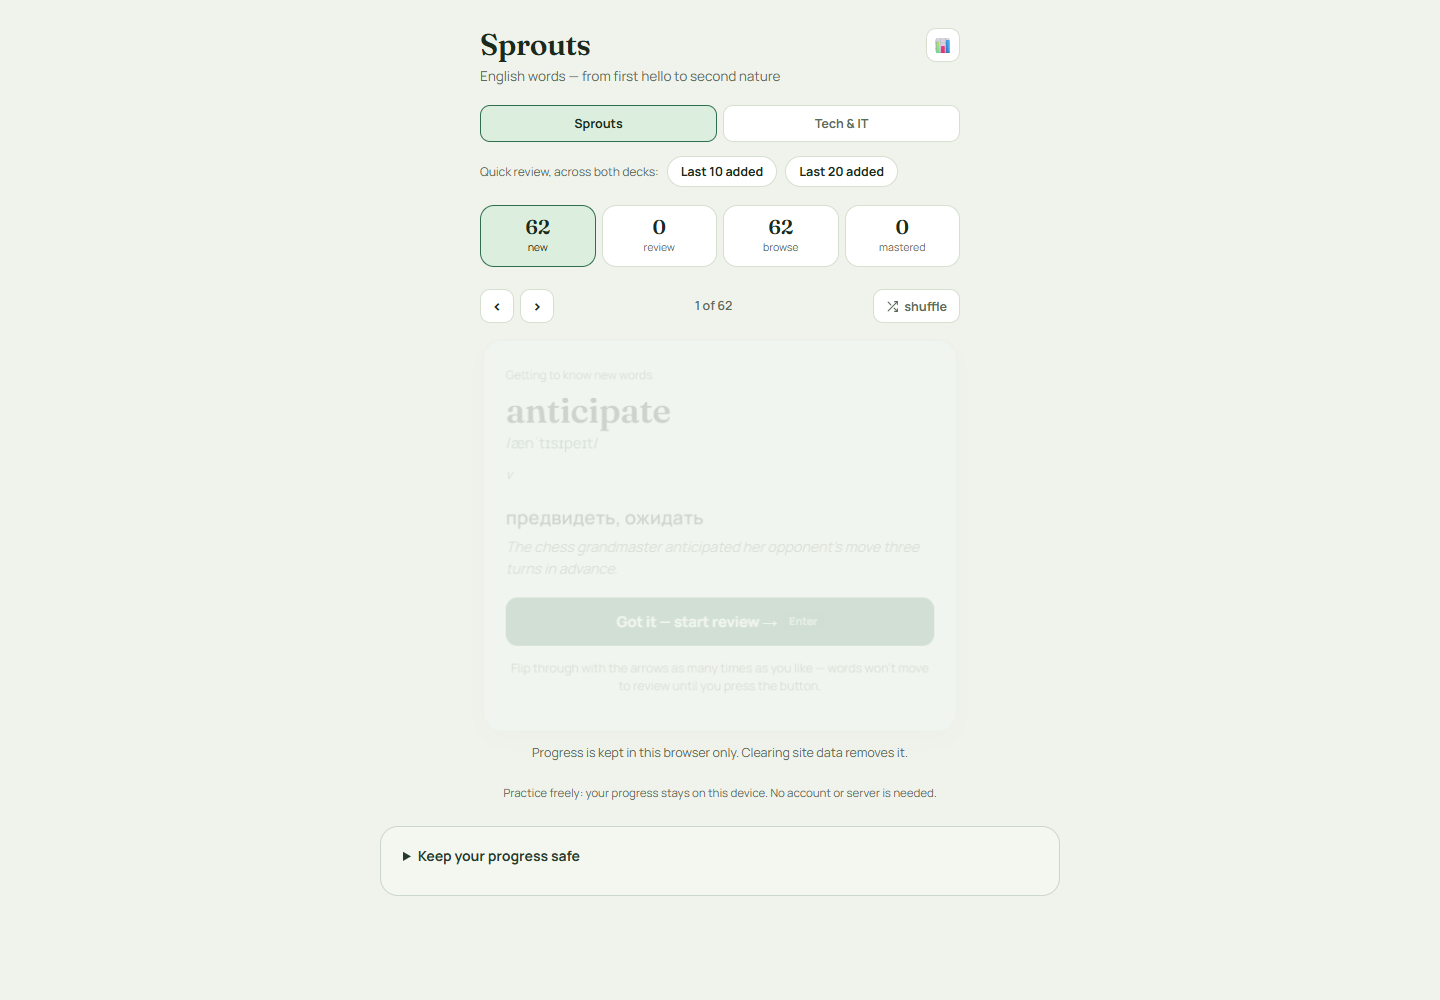 Sprouts
English words — from first hello to second nature
Sprouts
Tech & IT
Quick review, across both decks:
Last 10 added
Last 20 added
62
new
0
review
62
browse
0
mastered
1 of 62
shuffle
Getting to know new words
anticipate
/ænˈtɪsɪpeɪt/
v
предвидеть, ожидать
The chess grandmaster anticipated her opponent's move three
turns in advance.
Got it — start review → Enter
Flip through with the arrows as many times as you like — words won't move
to review until you press the button.
Progress is kept in this browser only. Clearing site data removes it.
Practice freely: your progress stays on this device. No account or server is needed.
Keep your progress safe